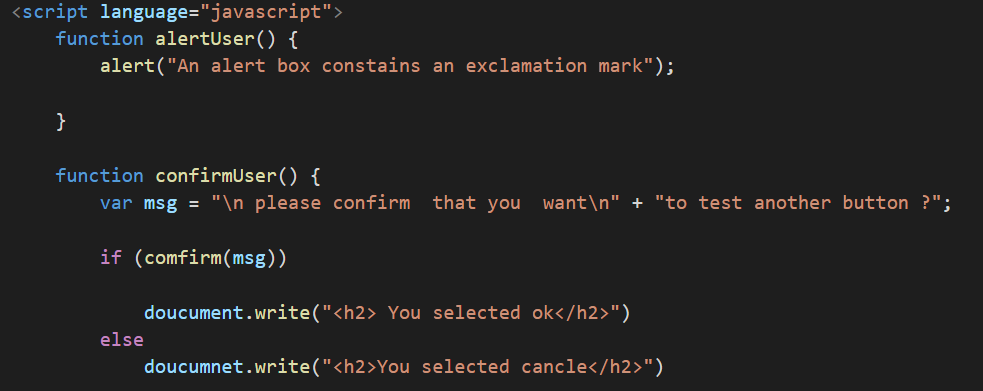 <script language="javascript">
function alertUser() {
alert("An alert box constains an exclamation mark");
}
function confirmUser() {
var msg = "\n please confirm  that you  want\n" + "to test another button ?";
if (comfirm(msg))
doucument.write("<h2> You selected ok</h2>")
else
doucumnet.write("<h2>You selected cancle</h2>")